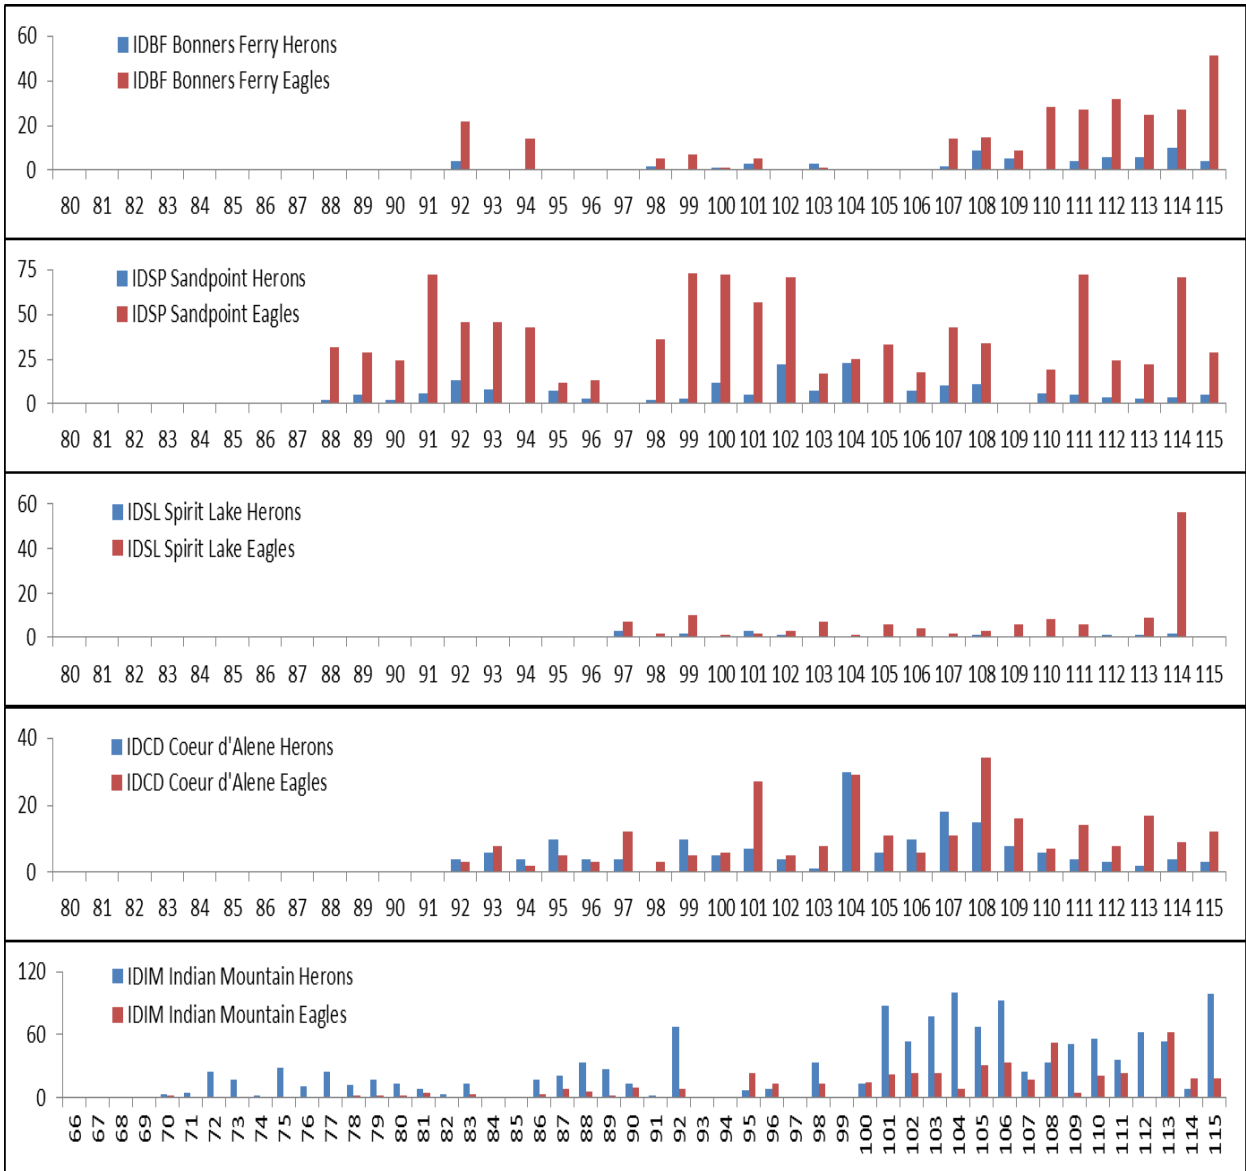 IDBF Bonners Ferry Herons
IDBF Bonners Ferry Eagles
60
40
20
0
80 81 82 83 84 85 86 87 88 89 90 91 92 93 94 95 96 97 98 99 100 101 102 103 104 105 106 107 108 109 110 111 112 113 114 115
IDSP Sandpoint Herons
IDSP Sandpoint Eagles
75
50
25
0
80 81 82 83 84 85 86 87 88 89 90 91 92 93 94 95 96 97 98 99 100 101 102 103 104 105 106 107 108 109 110 111 112 113 114 115
IDSL Spirit Lake Herons
IDSL Spirit Lake Eagles
60
40
20
0
80 81 82 83 84 85 86 87 88 89 90 91 92 93 94 95 96 97 98 99 100 101 102 103 104 105 106 107 108 109 110 111 112 113 114 115
IDCD Coeur d'Alene Herons
IDCD Coeur d'Alene Eagles
40
20
0
80 81 82 83 84 85 86 87 88 89 90 91 92 93 94 95 96 97 98 99 100 101 102 103 104 105 106 107 108 109 110 111 112 113 114 115
IDIM Indian Mountain Herons
IDIM Indian Mountain Eagles
120
60
0
66 67 68 69 70 71 72 73 74 75 76 77 78 79 80 81 82 83 84 85 86 87 88 89 90 91 92 93 94 95 96 97 98 99 100 101 102 103 104 105 106 107 108 109 110 111 112 113 114 115